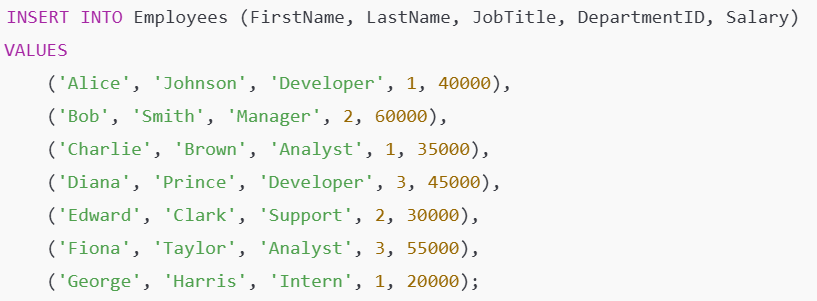 INSERT INTO Employees (FirstName, LastName, JobTitle, DepartmentID, Salary)
VALUES
('Alice', 'Johnson', 'Developer', 1, 40000),
('Bob', 'Smith', 'Manager', 2, 60000),
('Charlie', 'Brown', 'Analyst', 1, 35000),
('Diana', 'Prince', 'Developer', 3, 45000),
('Edward', 'Clark', 'Support', 2, 30000),
('Fiona', 'Taylor', 'Analyst', 3, 55000),
('George', 'Harris', 'Intern', 1, 20000);